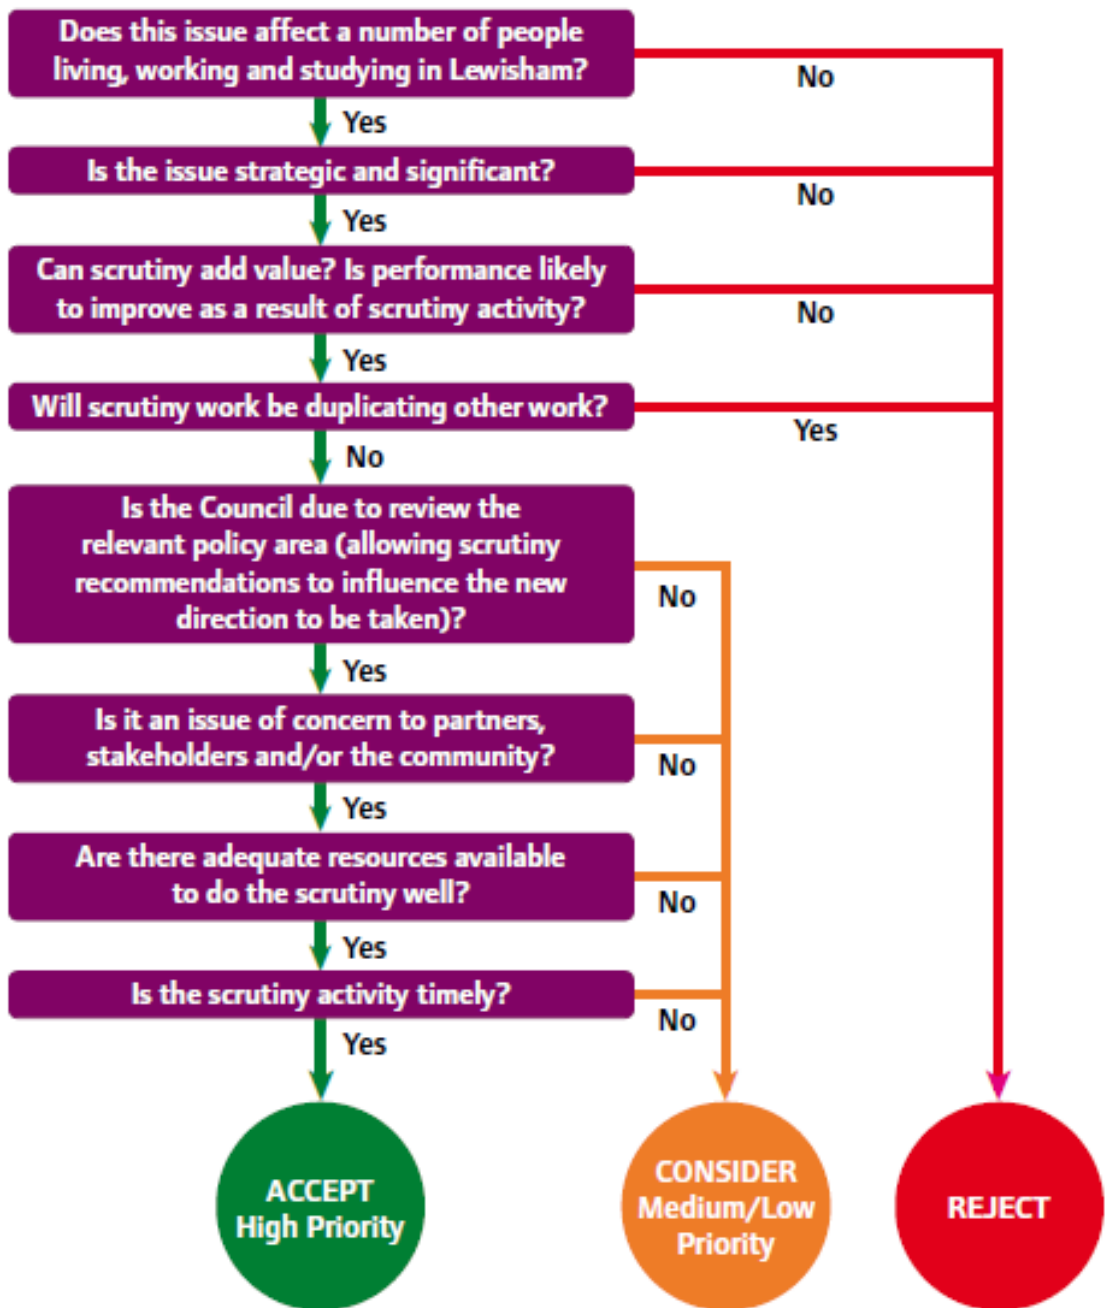 Does this issue affect a number of people
living, working and studying in Lewisham?
No
Yes
Is the issue strategic and significant?
No
Yes
Can scrutiny add value? Is performance likely
to improve as a result of scrutiny activity?
No
Yes
Will scrutiny work be duplicating other work?
Yes
No
Is the Council due to review the
relevant policy area (allowing scrutiny
recommendations to influence the new
direction to be taken)?
No
Yes
Is it an issue of concern to partners,
stakeholders and/or the community?
No
Yes
Are there adequate resources available
to do the scrutiny well?
No
Yes
Is the scrutiny activity timely?
No
Yes
ACCEPT
High Priority
CONSIDER
Medium/Low
Priority
REJECT